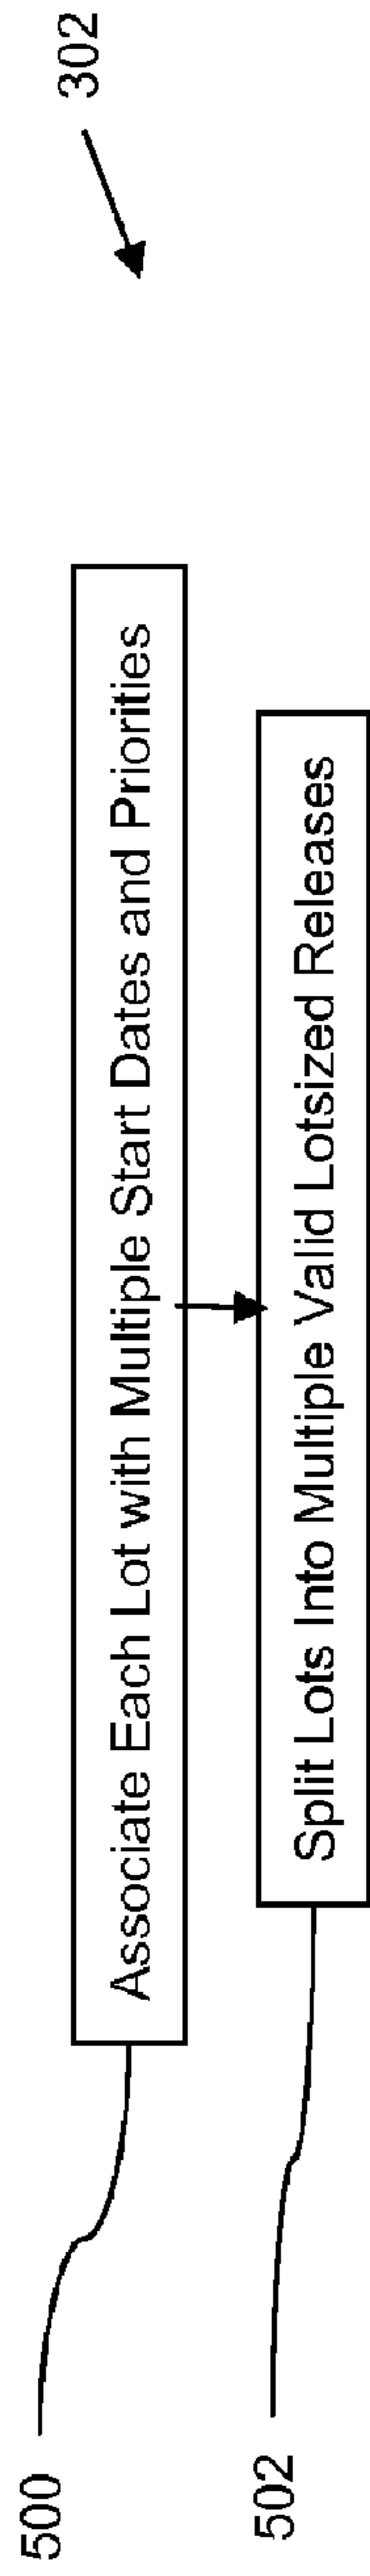 302
500
Associate Each Lot with Multiple Start Dates and Priorities
502
Split Lots Into Multiple Valid Lotsized Releases